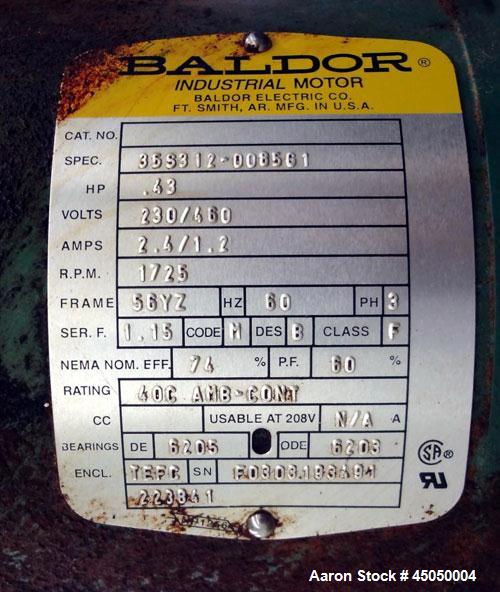 BALDOR ®
INDUSTRIAL MOTOR
BALDOR ELECTRIC CO.
FT. SMITH, AR. MFG. IN U.S.A.
CAT. NO.
SPEC. 35S312-0085G1
HP .43
VOLTS 230/460
AMPS 2.4/1.2
R.P.M. 1725
FRAME 56YZ HZ 60 PH 3
SER. F. 1.15 CODE M DES B CLASS F
NEMA NOM. EFF. 74 % P.F. 60 %
RATING 40C AMB-CONT
CC USABLE AT 208V N/A A
BEARINGS DE 6205 ODE 6203
ENCL. TEFC SN
SA ®
Aaron Stock # 45050004